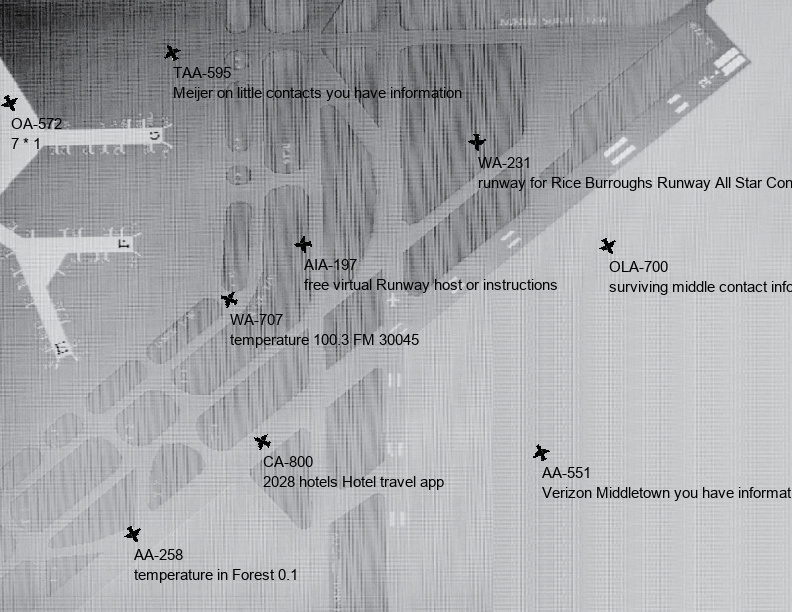 TAA-595
Meijer on little contacts you have information
OA-572
7 * 1
WA-231
runway for Rice Burroughs Runway All Star Con
AIA-197
free virtual Runway host or instructions
OLA-700
surviving middle contact info
WA-707
temperature 100.3 FM 30045
CA-800
2028 hotels Hotel travel app
AA-551
Verizon Middletown you have informat
AA-258
temperature in Forest 0.1